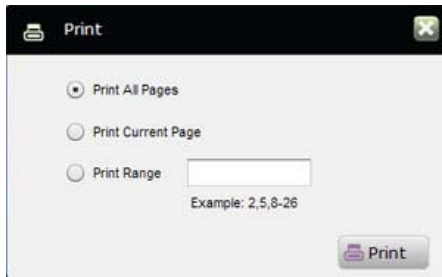 Print
Print All Pages
Print Current Page
Print Range
Example: 2,5,8-26
Print